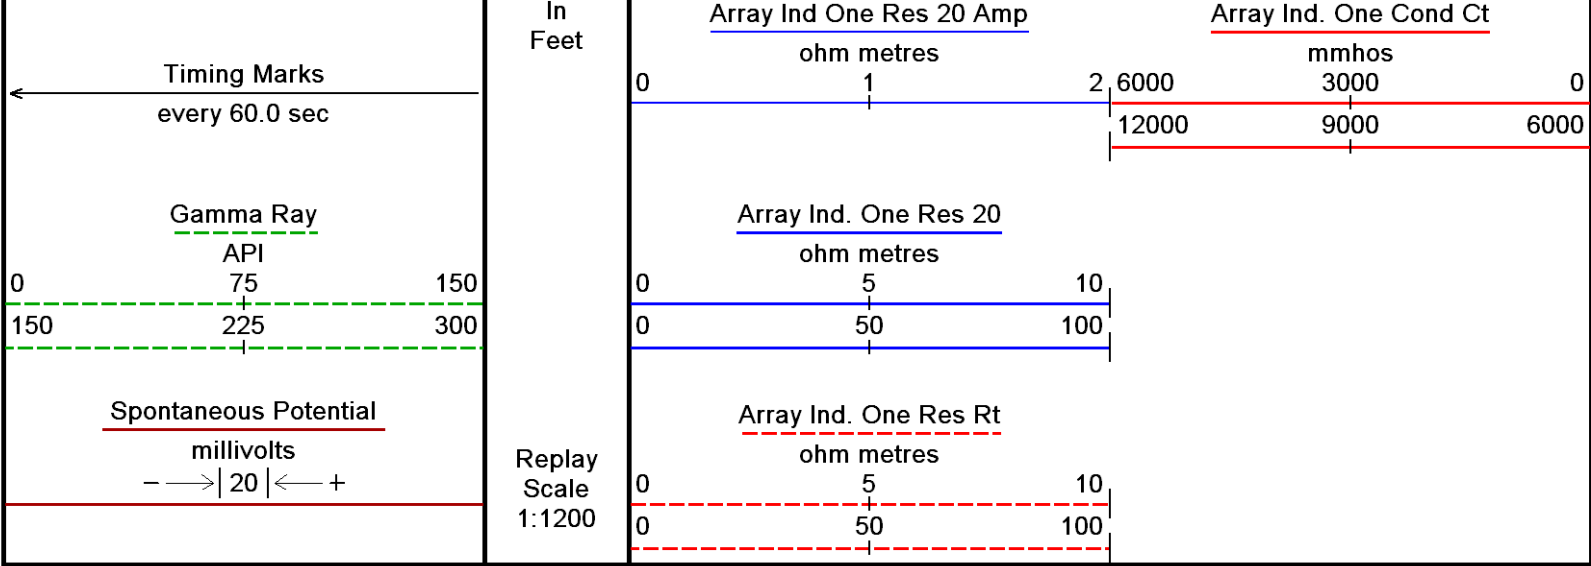 Timing Marks
every 60.0 sec
Gamma Ray
API
0 75 150
150 225 300
Spontaneous Potential
millivolts
− 20 +
In
Feet
Replay
Scale
1:1200
Array Ind One Res 20 Amp
ohm metres
0 1 2
Array Ind. One Cond Ct
mmhos
6000 3000 0
12000 9000 6000
Array Ind. One Res 20
ohm metres
0 5 10
0 50 100
Array Ind. One Res Rt
ohm metres
0 5 10
0 50 100